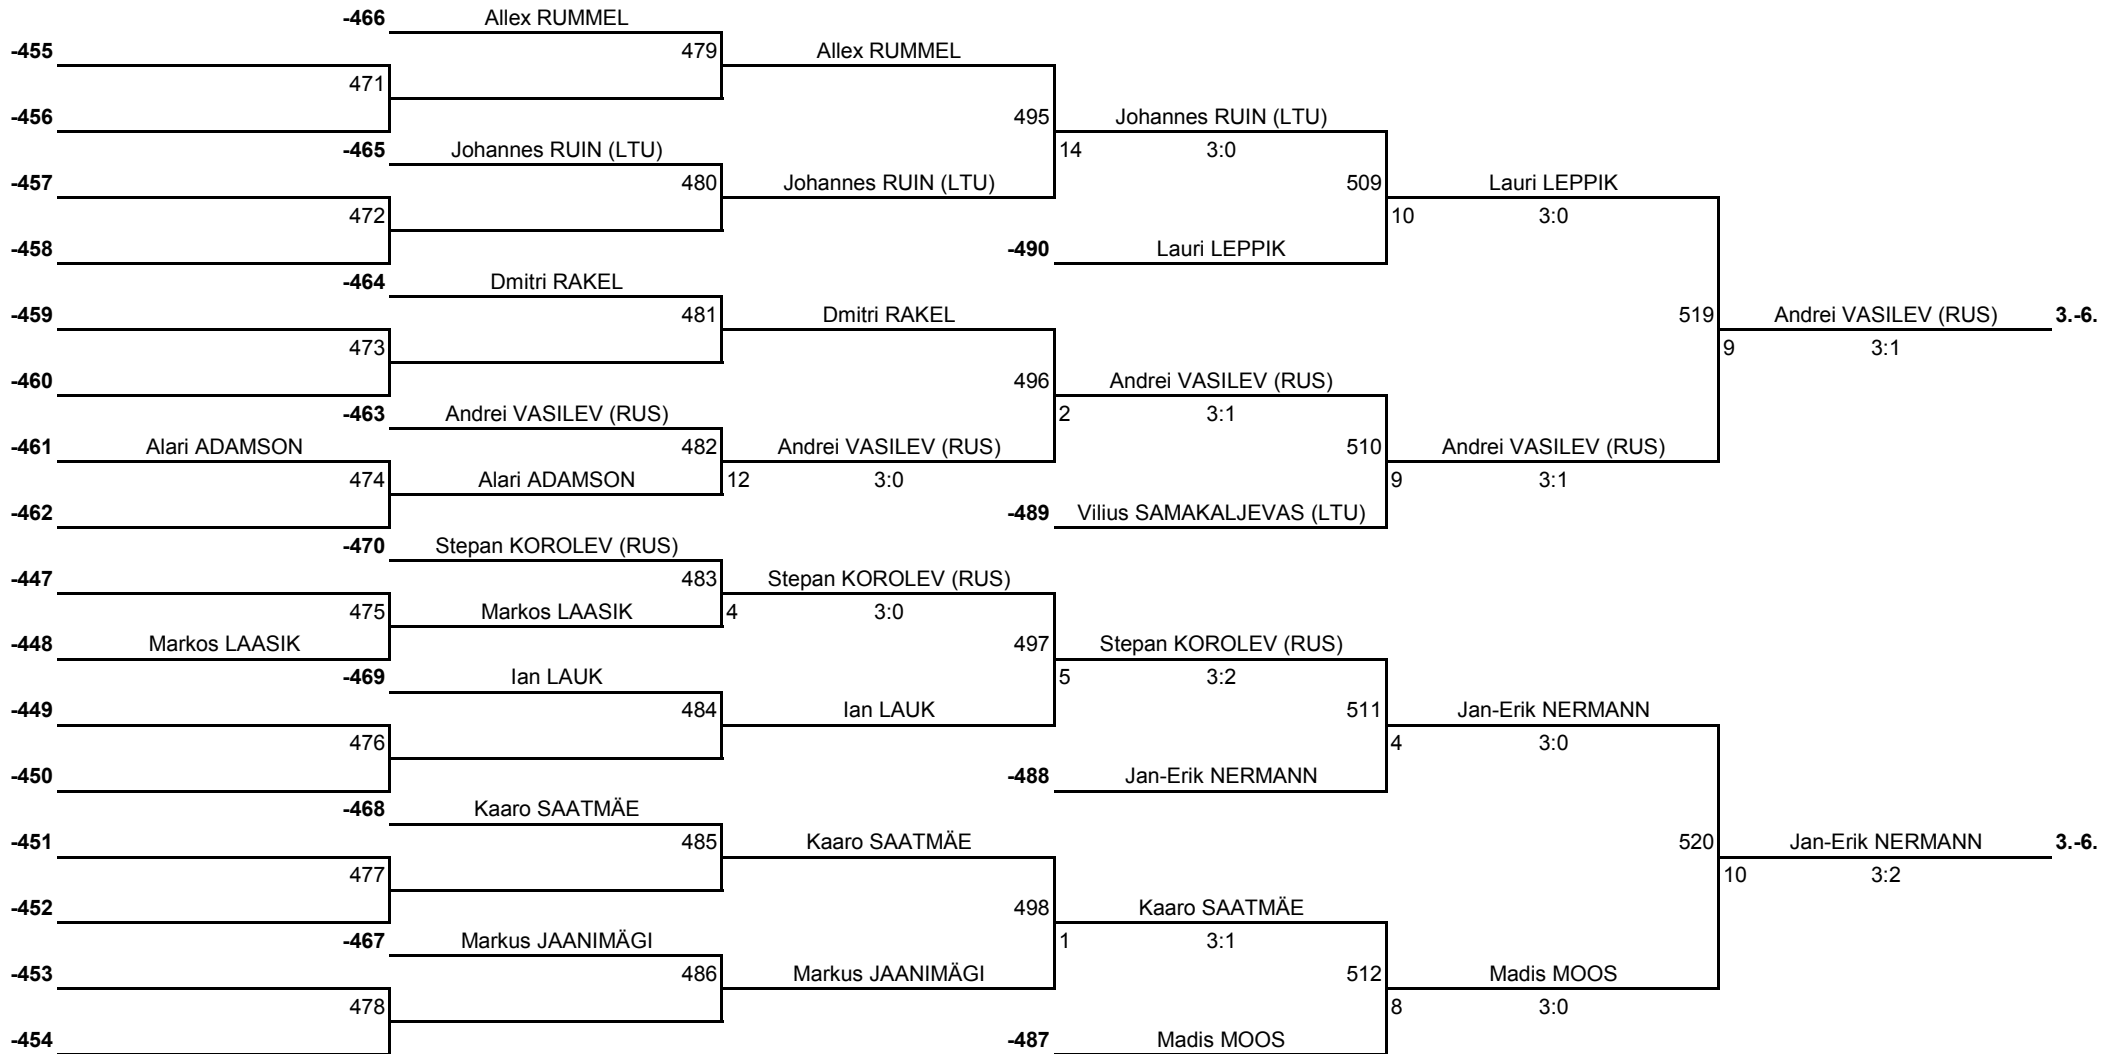 -466 Allex RUMMEL
-455 479 Allex RUMMEL
471
-456 495 Johannes RUIN (LTU)
-465 Johannes RUIN (LTU) 14 3:0
-457 480 Johannes RUIN (LTU) 509 Lauri LEPPIK
472 10 3:0
-458 -490 Lauri LEPPIK
-464 Dmitri RAKEL
-459 481 Dmitri RAKEL 519 Andrei VASILEV (RUS) 3.-6.
473 9 3:1
-460 496 Andrei VASILEV (RUS)
-463 Andrei VASILEV (RUS) 2 3:1
-461 Alari ADAMSON 482 Andrei VASILEV (RUS) 510 Andrei VASILEV (RUS)
474 Alari ADAMSON 12 3:0 9 3:1
-462 -489 Vilius SAMAKALJEVAS (LTU)
-470 Stepan KOROLEV (RUS)
-447 483 Stepan KOROLEV (RUS)
475 Markos LAASIK 4 3:0
-448 Markos LAASIK 497 Stepan KOROLEV (RUS)
-469 Ian LAUK 5 3:2
-449 484 Ian LAUK 511 Jan-Erik NERMANN
476 4 3:0
-450 -488 Jan-Erik NERMANN
-468 Kaaro SAATMÄE
-451 485 Kaaro SAATMÄE 520 Jan-Erik NERMANN 3.-6.
477 10 3:2
-452 498 Kaaro SAATMÄE
-467 Markus JAANIMÄGI 1 3:1
-453 486 Markus JAANIMÄGI 512 Madis MOOS
478 8 3:0
-454 -487 Madis MOOS